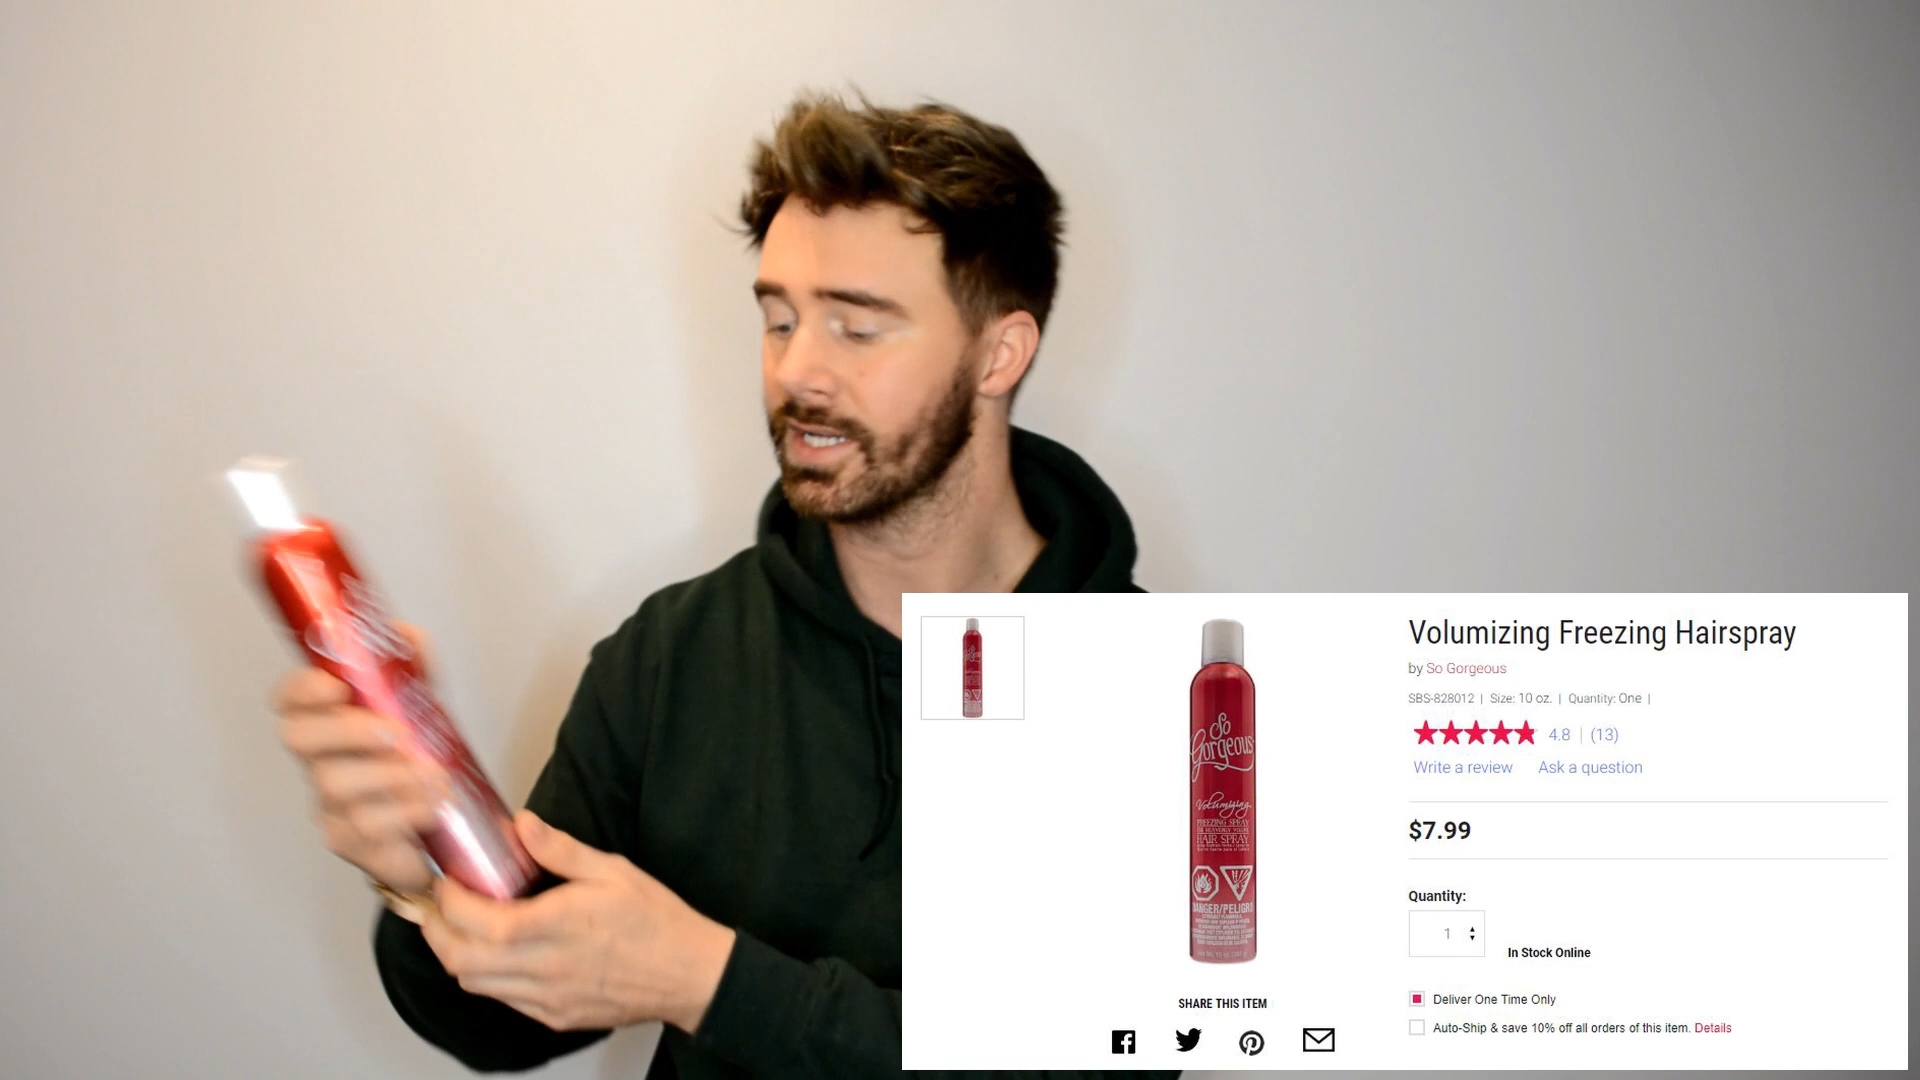 So
Gorgeous
Volumizing
FREEZING SPRAY
HAIR SPRAY
DANGER/PELIGRO
SHARE THIS ITEM
Volumizing Freezing Hairspray
by So Gorgeous
SBS-828012 | Size: 10 oz. | Quantity: One |
4.8 | (13)
Write a review Ask a question
$7.99
Quantity:
1
In Stock Online
Deliver One Time Only
Auto-Ship & save 10% off all orders of this item. Details